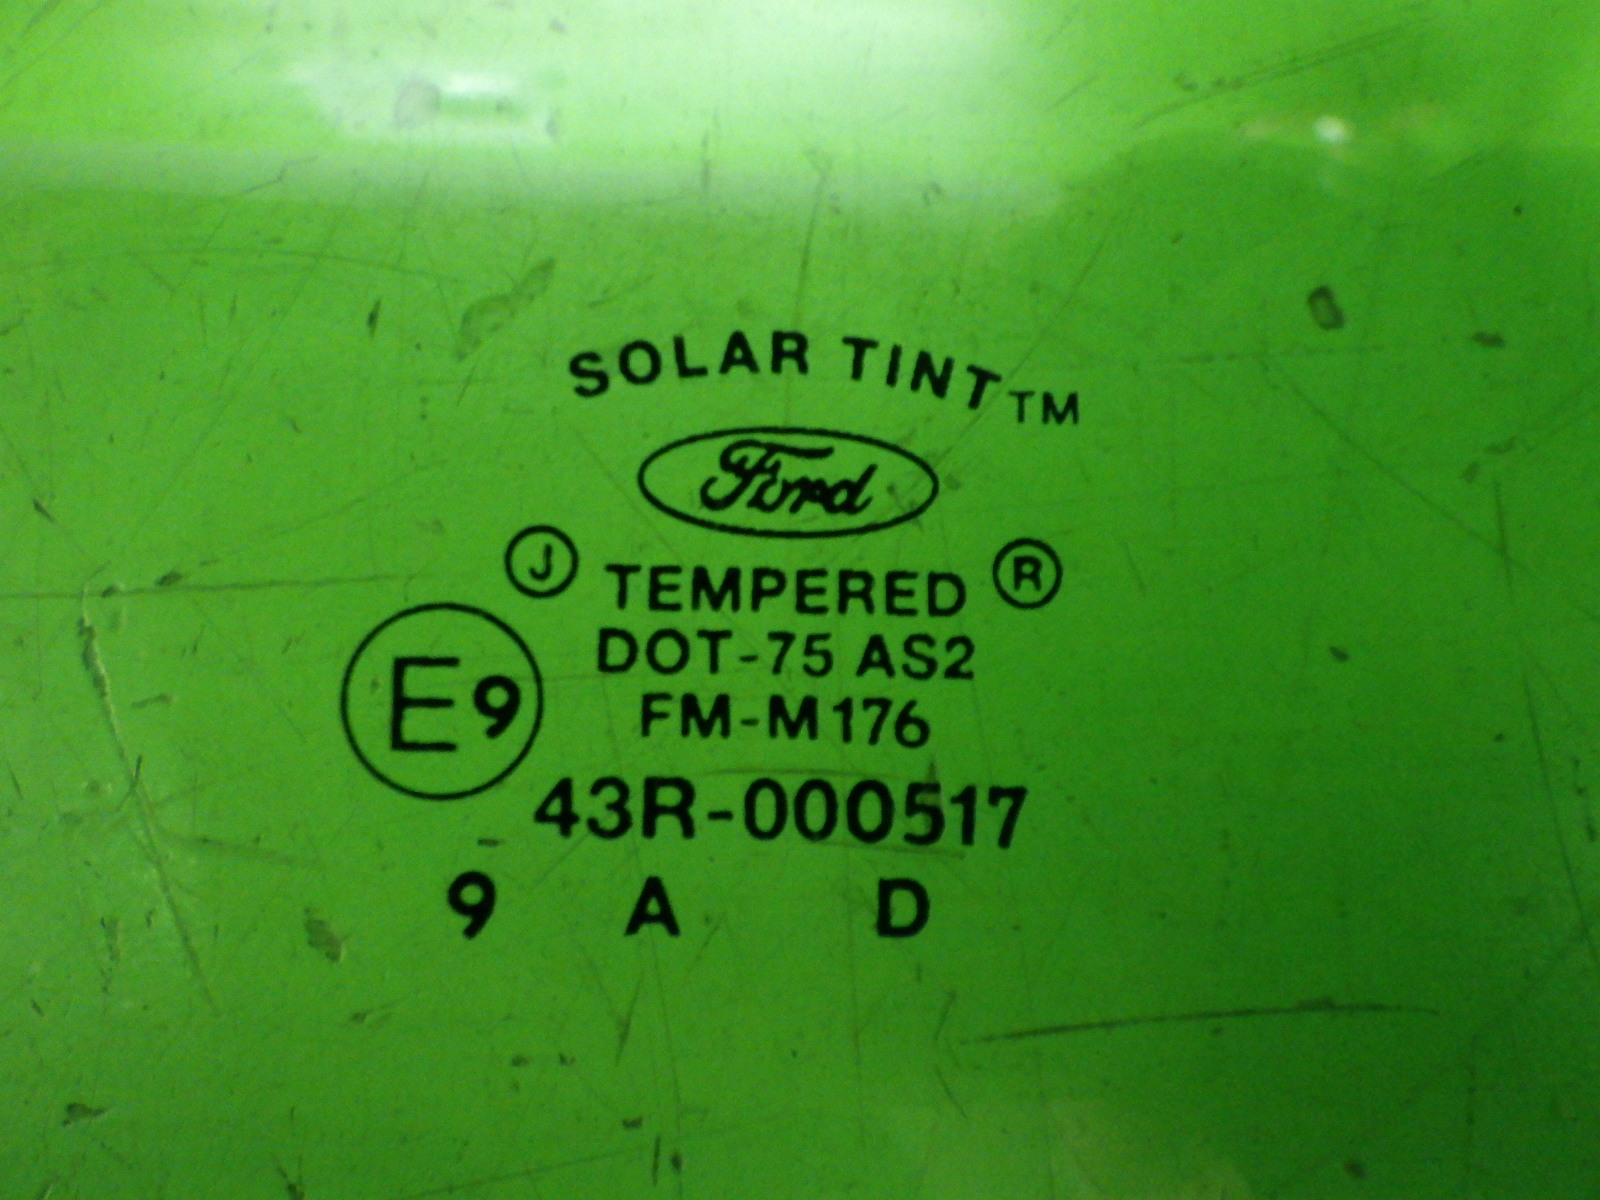 SOLAR TINT™
Ford
J TEMPERED R
DOT-75 AS2
E9
FM-M176
43R-000517
9 A D